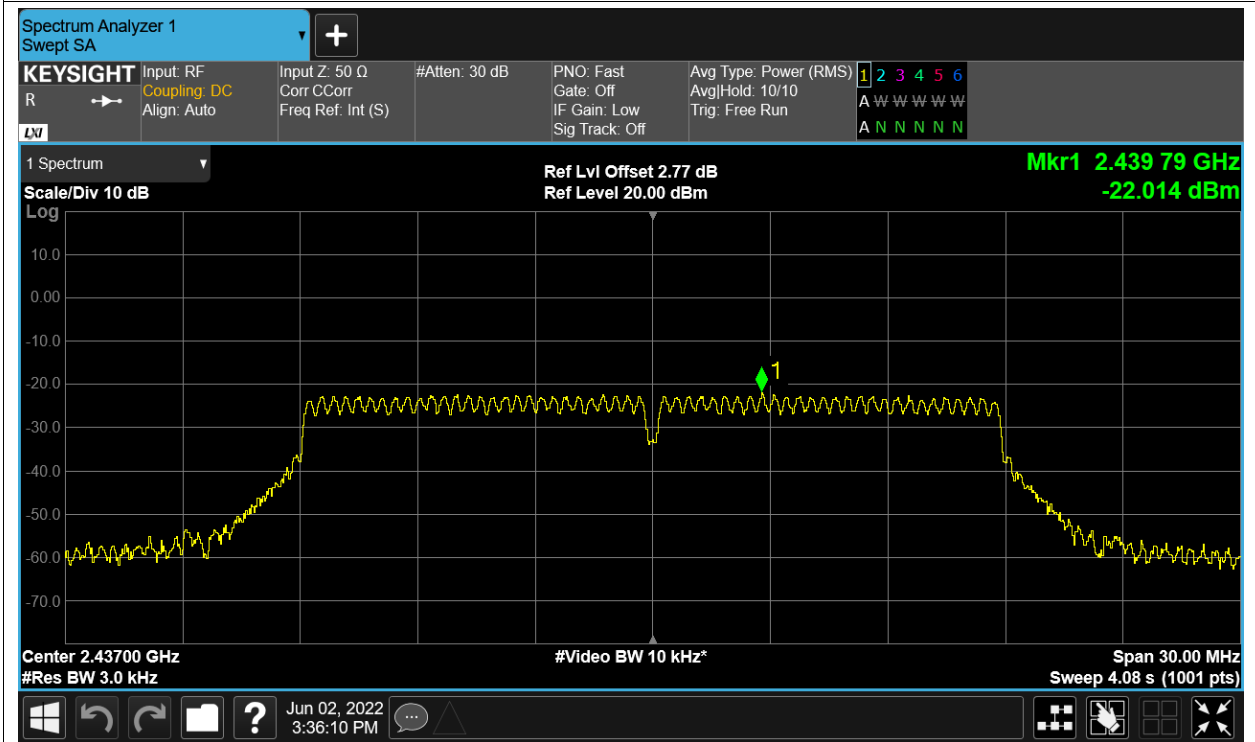 Spectrum Analyzer 1
Swept SA
KEYSIGHT
R
LXI
Input: RF
Coupling: DC
Align: Auto
Input Z: 50 Ω
Corr CCorr
Freq Ref: Int (S)
#Atten: 30 dB
PNO: Fast
Gate: Off
IF Gain: Low
Sig Track: Off
Avg Type: Power (RMS)
Avg|Hold: 10/10
Trig: Free Run
1 2 3 4 5 6
A W W W W W
A N N N N N
1 Spectrum
Scale/Div 10 dB
Log
Ref Lvl Offset 2.77 dB
Ref Level 20.00 dBm
Mkr1 2.439 79 GHz
-22.014 dBm
10.0
0.00
-10.0
-20.0
-30.0
-40.0
-50.0
-60.0
-70.0
1
Center 2.43700 GHz
#Res BW 3.0 kHz
#Video BW 10 kHz*
Span 30.00 MHz
Sweep 4.08 s (1001 pts)
?
Jun 02, 2022
3:36:10 PM